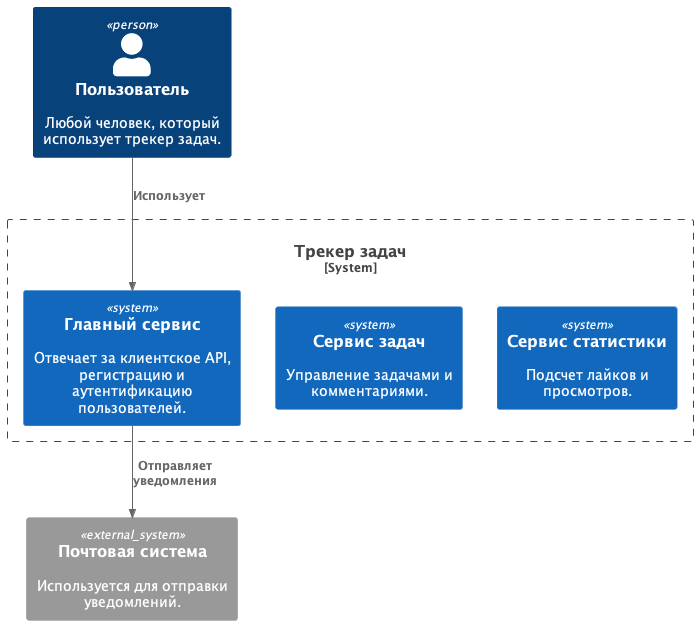 «person»
Пользователь
Любой человек, который
использует трекер задач.
Использует
Трекер задач
[System]
«system»
Главный сервис
Отвечает за клиентское API,
регистрацию и
аутентификацию
пользователей.
«system»
Сервис задач
Управление задачами и
комментариями.
«system»
Сервис статистики
Подсчет лайков и
просмотров.
Отправляет
уведомления
«external_system»
Почтовая система
Используется для отправки
уведомлений.